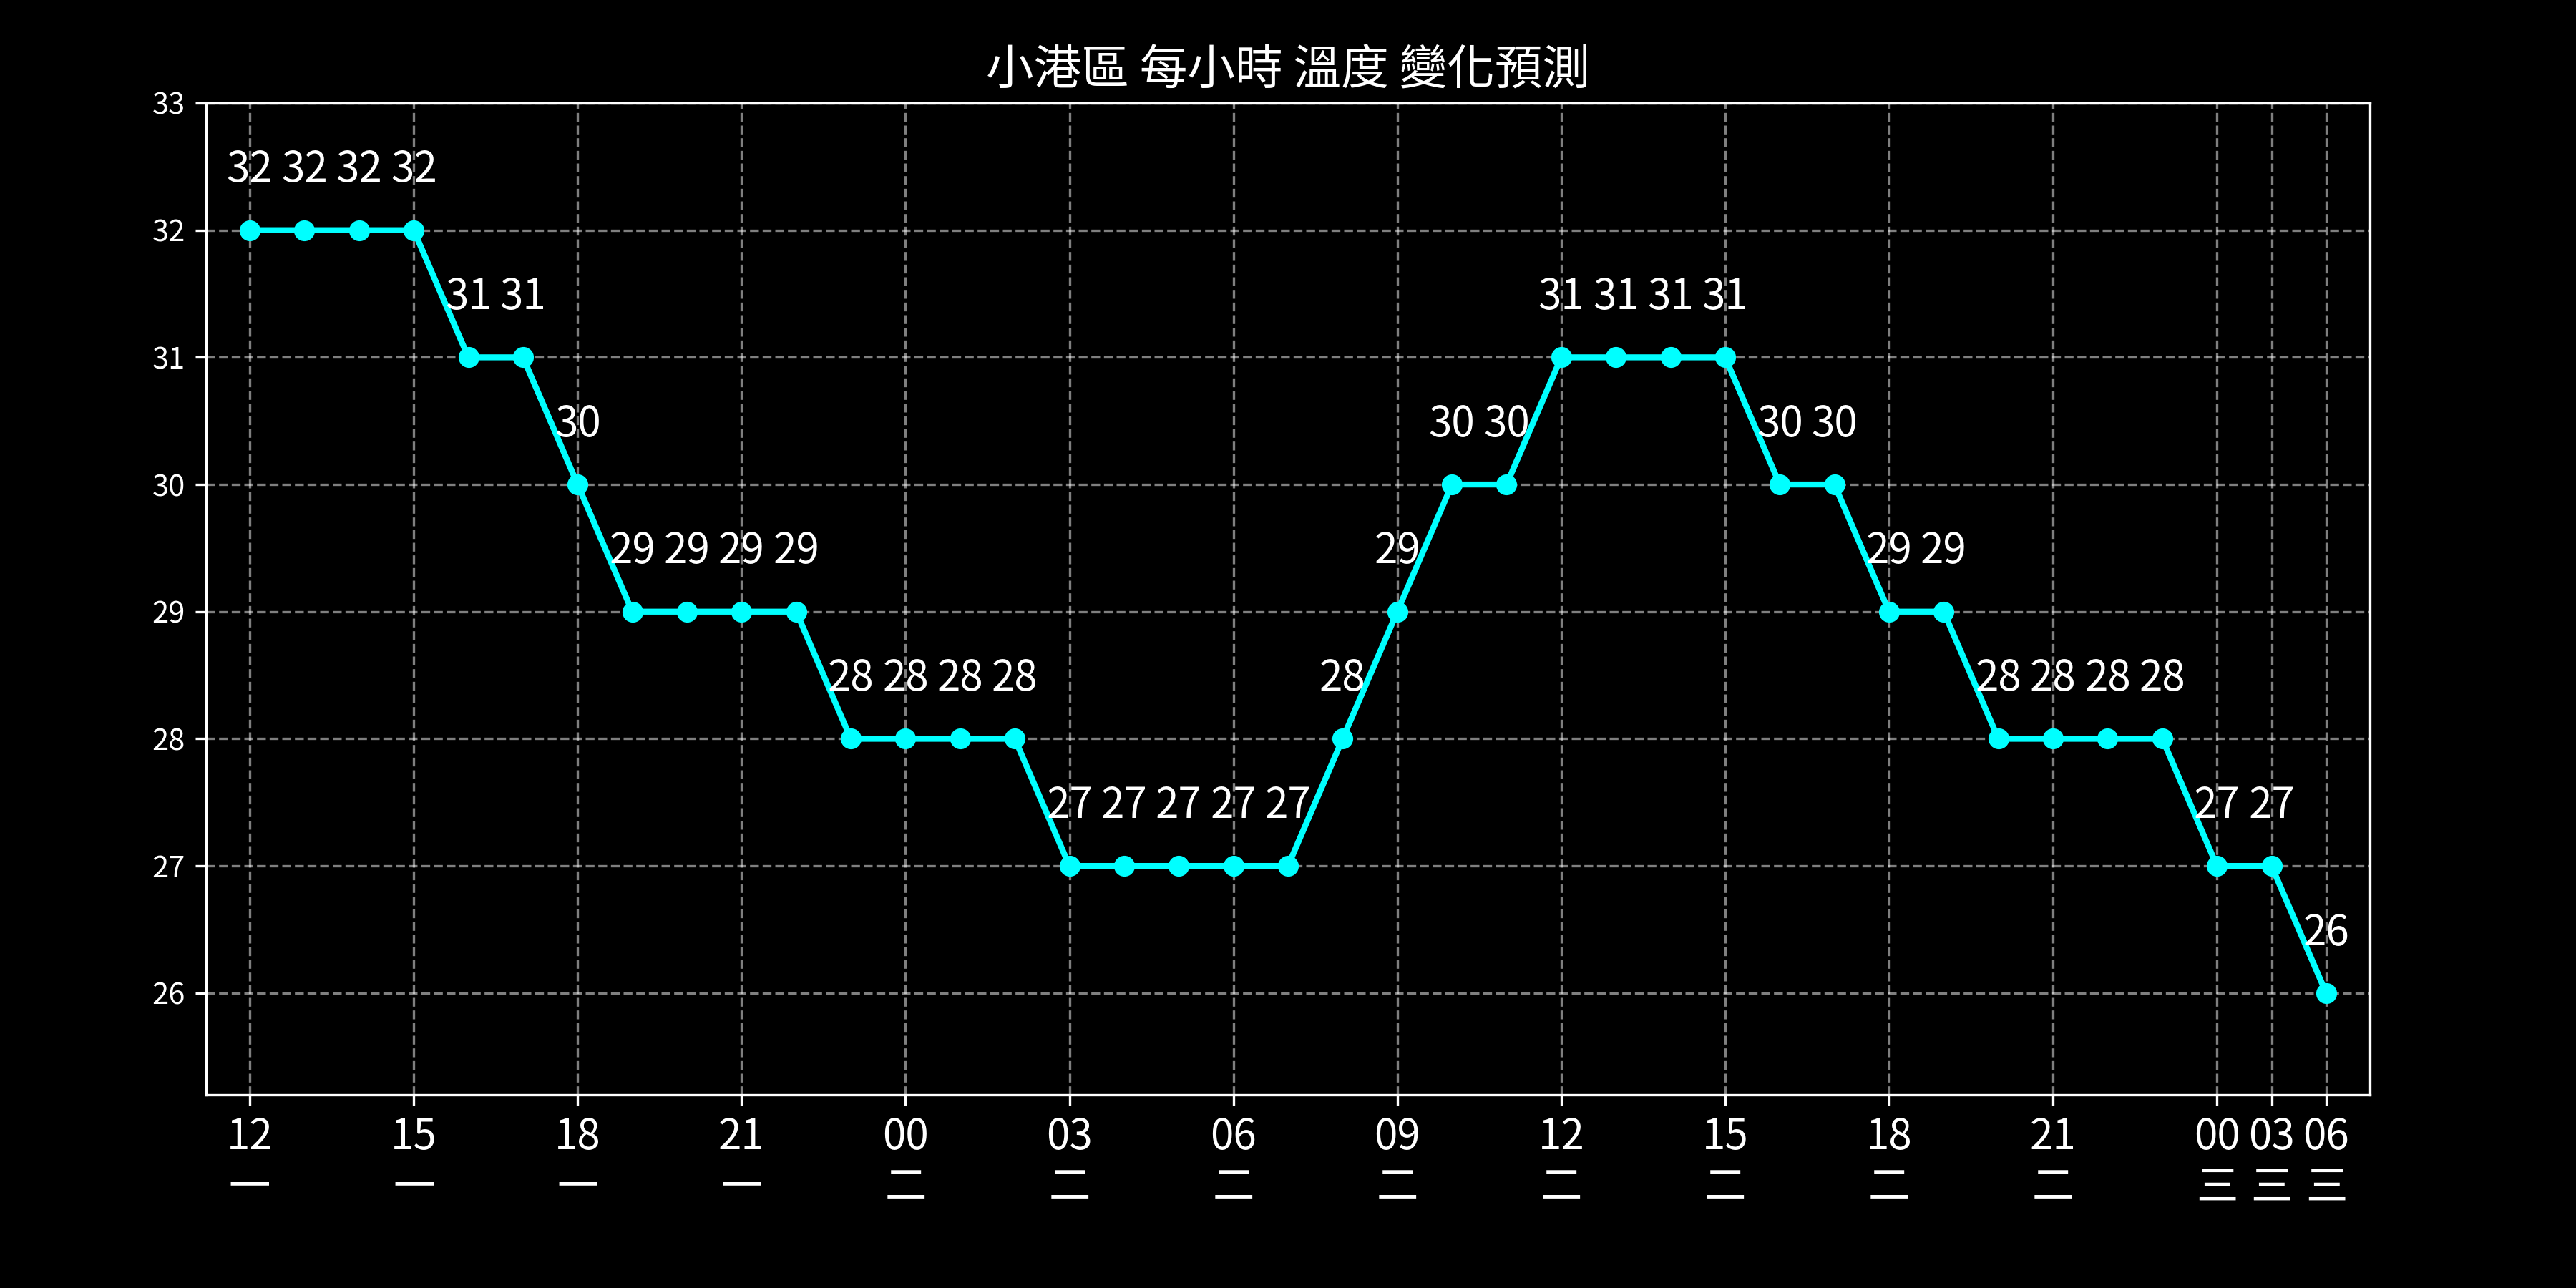 小港區 每小時 溫度 變化預測
33
32 32 32 32
32
31 31 31 31 31 31
31
30 30 30 30 30
30
29 29 29 29 29 29 29
29
28 28 28 28 28 28 28 28 28
28
27 27 27 27 27 27 27
27
26
26
12 15 18 21 00 03 06 09 12 15 18 21 00 03 06
一 一 一 一 二 二 二 二 二 二 二 二 三 三 三